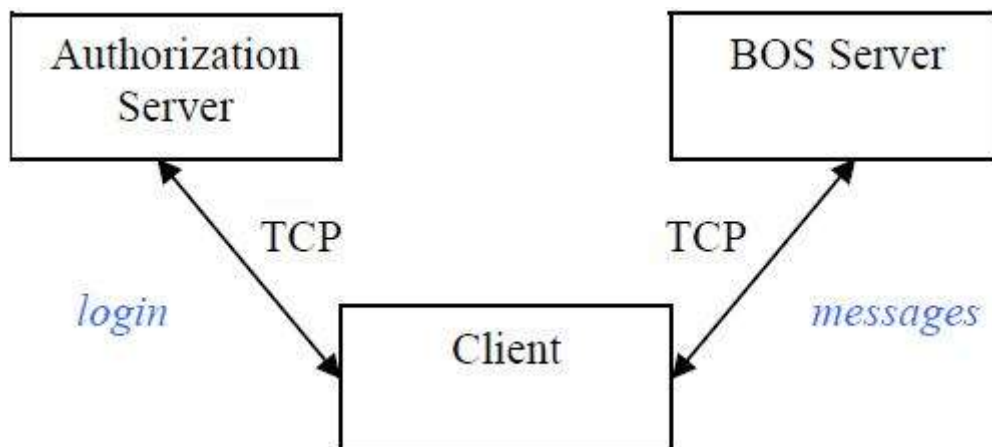 Authorization
Server
BOS Server
TCP
TCP
login
messages
Client